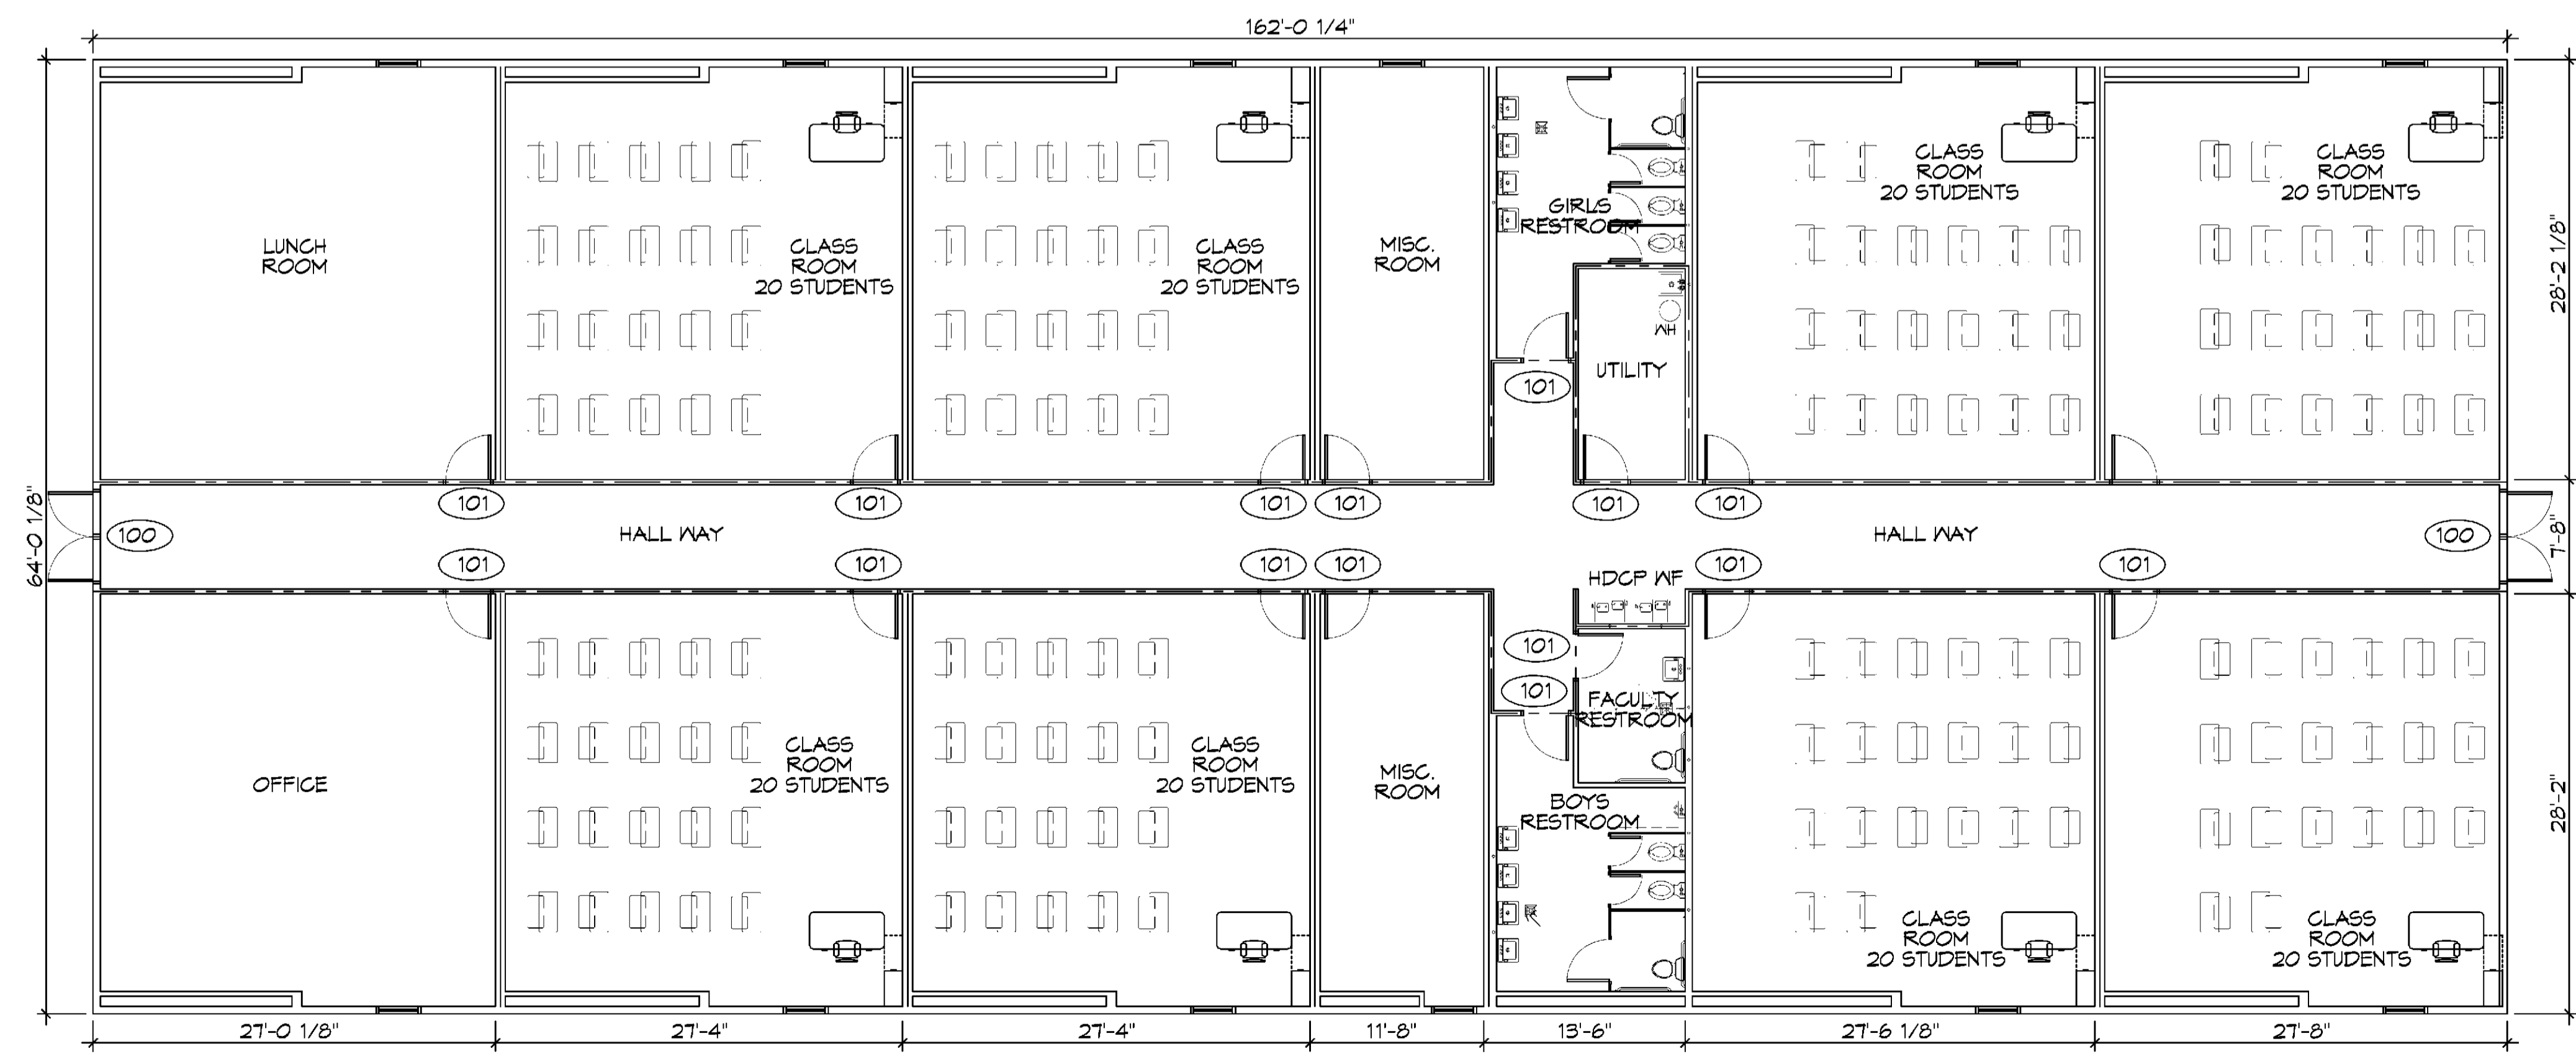 162'-0 1/4"
LUNCH
ROOM
CLASS
ROOM
20 STUDENTS
CLASS
ROOM
20 STUDENTS
MISC.
ROOM
GIRLS
RESTROOM
CLASS
ROOM
20 STUDENTS
CLASS
ROOM
20 STUDENTS
28'-2 1/8"
WH
UTILITY
101
101
101
101
101
101
101
64'-0 1/8"
100
HALL WAY
HALL WAY
100
7'-8"
101
101
101
101
101
101
HDCP WF
101
101
FACULTY
RESTROOM
OFFICE
CLASS
ROOM
20 STUDENTS
CLASS
ROOM
20 STUDENTS
MISC.
ROOM
BOYS
RESTROOM
CLASS
ROOM
20 STUDENTS
CLASS
ROOM
20 STUDENTS
28'-2"
27'-0 1/8"
27'-4"
27'-4"
11'-8"
13'-6"
27'-6 1/8"
27'-8"